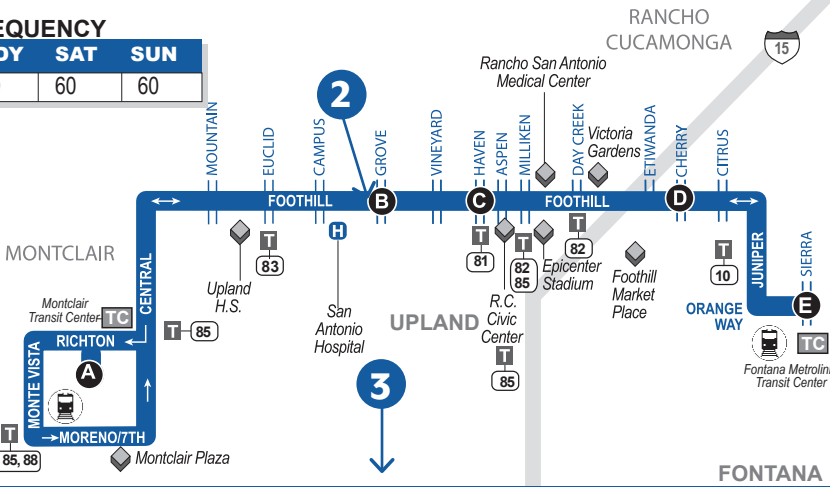 EQUENCY
DY SAT SUN
60 60
RANCHO
CUCAMONGA
15
Rancho San Antonio
Medical Center
2
MOUNTAIN
EUCLID
CAMPUS
GROVE
VINEYARD
HAVEN
ASPEN
MILLIKEN
DAY CREEK
Victoria
Gardens
ETIWANDA
CHERRY
CITRUS
FOOTHILL
B
C
FOOTHILL
D
MONTCLAIR
CENTRAL
Upland
H.S.
T
83
H
San
Antonio
Hospital
UPLAND
T
81
T
82
85
R.C.
Civic
Center
T
85
Epicenter
Stadium
T
82
Foothill
Market
Place
T
10
JUNIPER
SIERRA
ORANGE
WAY
E
TC
Fontana Metrolin
Transit Center
Montclair
Transit Center
TC
T 85
RICHTON
A
MONTE VISTA
MORENO/7TH
T
85, 88
Montclair Plaza
3
FONTANA